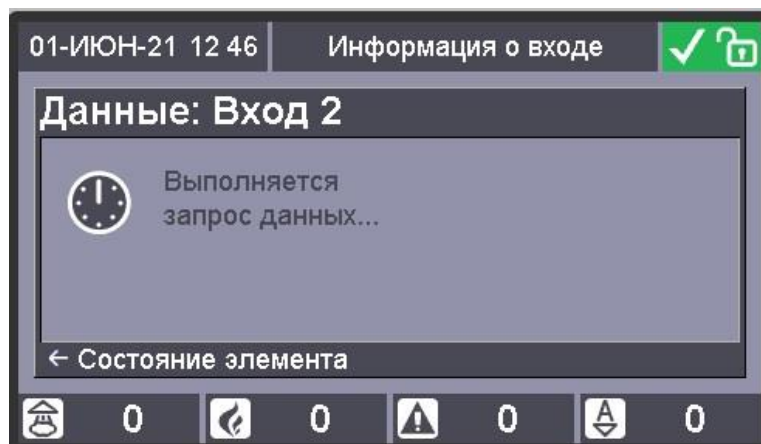 01-ИЮН-21 12 46
Информация о входе
Данные: Вход 2
Выполняется
запрос данных...
← Состояние элемента
0
0
0
A
0